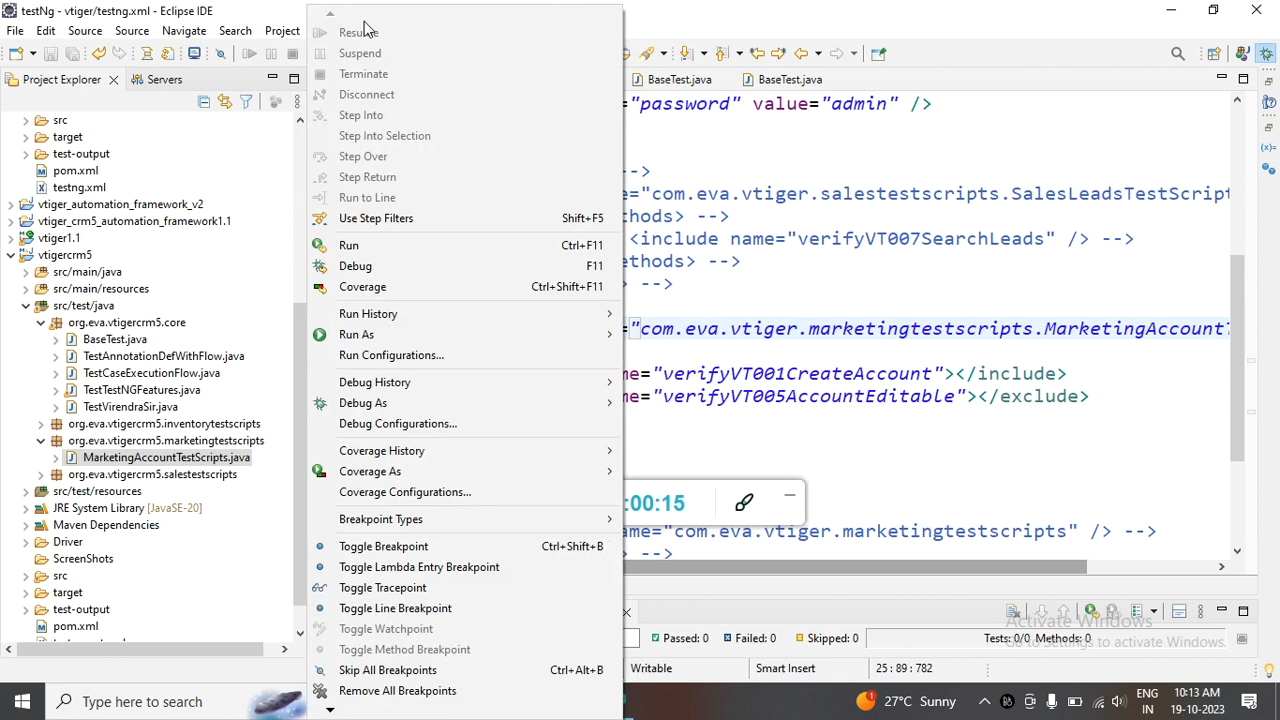 testNg - vtiger/testng.xml - Eclipse IDE
File Edit Source Source Navigate Search Project
Project Explorer Servers
src
target
test-output
pom.xml
testng.xml
vtiger_automation_framework_v2
vtiger_crm5_automation_framework1.1
vtiger1.1
vtigercrm5
src/main/java
src/main/resources
src/test/java
org.eva.vtigercrm5.core
BaseTest.java
TestAnnotationDefWithFlow.java
TestCaseExecutionFlow.java
TestTestNGFeatures.java
TestVirendraSir.java
org.eva.vtigercrm5.inventorytestscripts
org.eva.vtigercrm5.marketingtestscripts
MarketingAccountTestScripts.java
org.eva.vtigercrm5.salestestscripts
src/test/resources
JRE System Library [JavaSE-20]
Maven Dependencies
Driver
ScreenShots
src
target
test-output
pom.xml
Resume
Suspend
Terminate
Disconnect
Step Into
Step Into Selection
Step Over
Step Return
Run to Line
Use Step Filters Shift+F5
Run Ctrl+F11
Debug F11
Coverage Ctrl+Shift+F11
Run History
Run As
Run Configurations...
Debug History
Debug As
Debug Configurations...
Coverage History
Coverage As
Coverage Configurations...
Breakpoint Types
Toggle Breakpoint Ctrl+Shift+B
Toggle Lambda Entry Breakpoint
Toggle Tracepoint
Toggle Line Breakpoint
Toggle Watchpoint
Toggle Method Breakpoint
Skip All Breakpoints Ctrl+Alt+B
Remove All Breakpoints
BaseTest.java BaseTest.java
="password" value="admin" />
-->
e="com.eva.vtiger.salestestscripts.SalesLeadsTestScript
thods> -->
<include name="verifyVT007SearchLeads" /> -->
ethods> -->
> -->
="com.eva.vtiger.marketingtestscripts.MarketingAccountT
me="verifyVT001CreateAccount"></include>
me="verifyVT005AccountEditable"></exclude>
:00:15
name="com.eva.vtiger.marketingtestscripts" /> -->
> -->
Activate Windows
Go to Settings to activate Windows.
Passed: 0 Failed: 0 Skipped: 0 Tests: 0/0 Methods: 0
Writable Smart Insert 25 : 89 : 782
Type here to search
27°C Sunny
ENG
IN
10:13 AM
19-10-2023